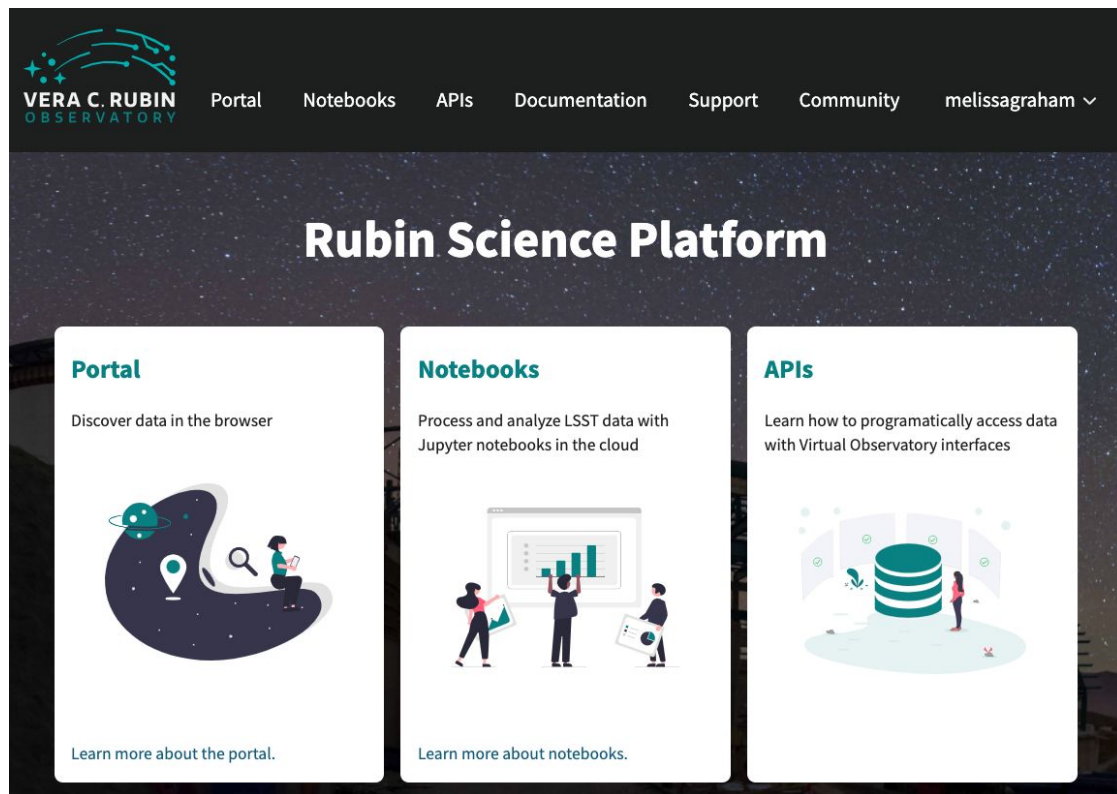 VERA C. RUBIN
OBSERVATORY
Portal Notebooks APIs Documentation Support Community melissagraham
Rubin Science Platform
Portal
Discover data in the browser
Learn more about the portal.
Notebooks
Process and analyze LSST data with
Jupyter notebooks in the cloud
Learn more about notebooks.
APIs
Learn how to programatically access data
with Virtual Observatory interfaces